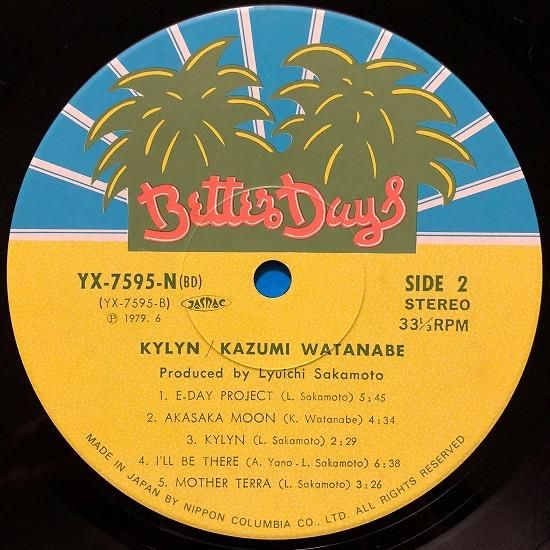 Better Days
YX-7595-N (BD)
(YX-7595-B) JASRAC
Ⓟ 1979. 6
SIDE 2
STEREO
33⅓RPM
KYLYN / KAZUMI WATANABE
Produced by Lyuichi Sakamoto
1. E-DAY PROJECT (L. Sakamoto) 5:45
2. AKASAKA MOON (K. Watanabe) 4:34
3. KYLYN (L. Sakamoto) 2:29
4. I'LL BE THERE (A. Yano - L. Sakamoto) 6:38
5. MOTHER TERRA (L. Sakamoto) 3:26
MADE IN JAPAN BY NIPPON COLUMBIA CO., LTD. ALL RIGHTS RESERVED